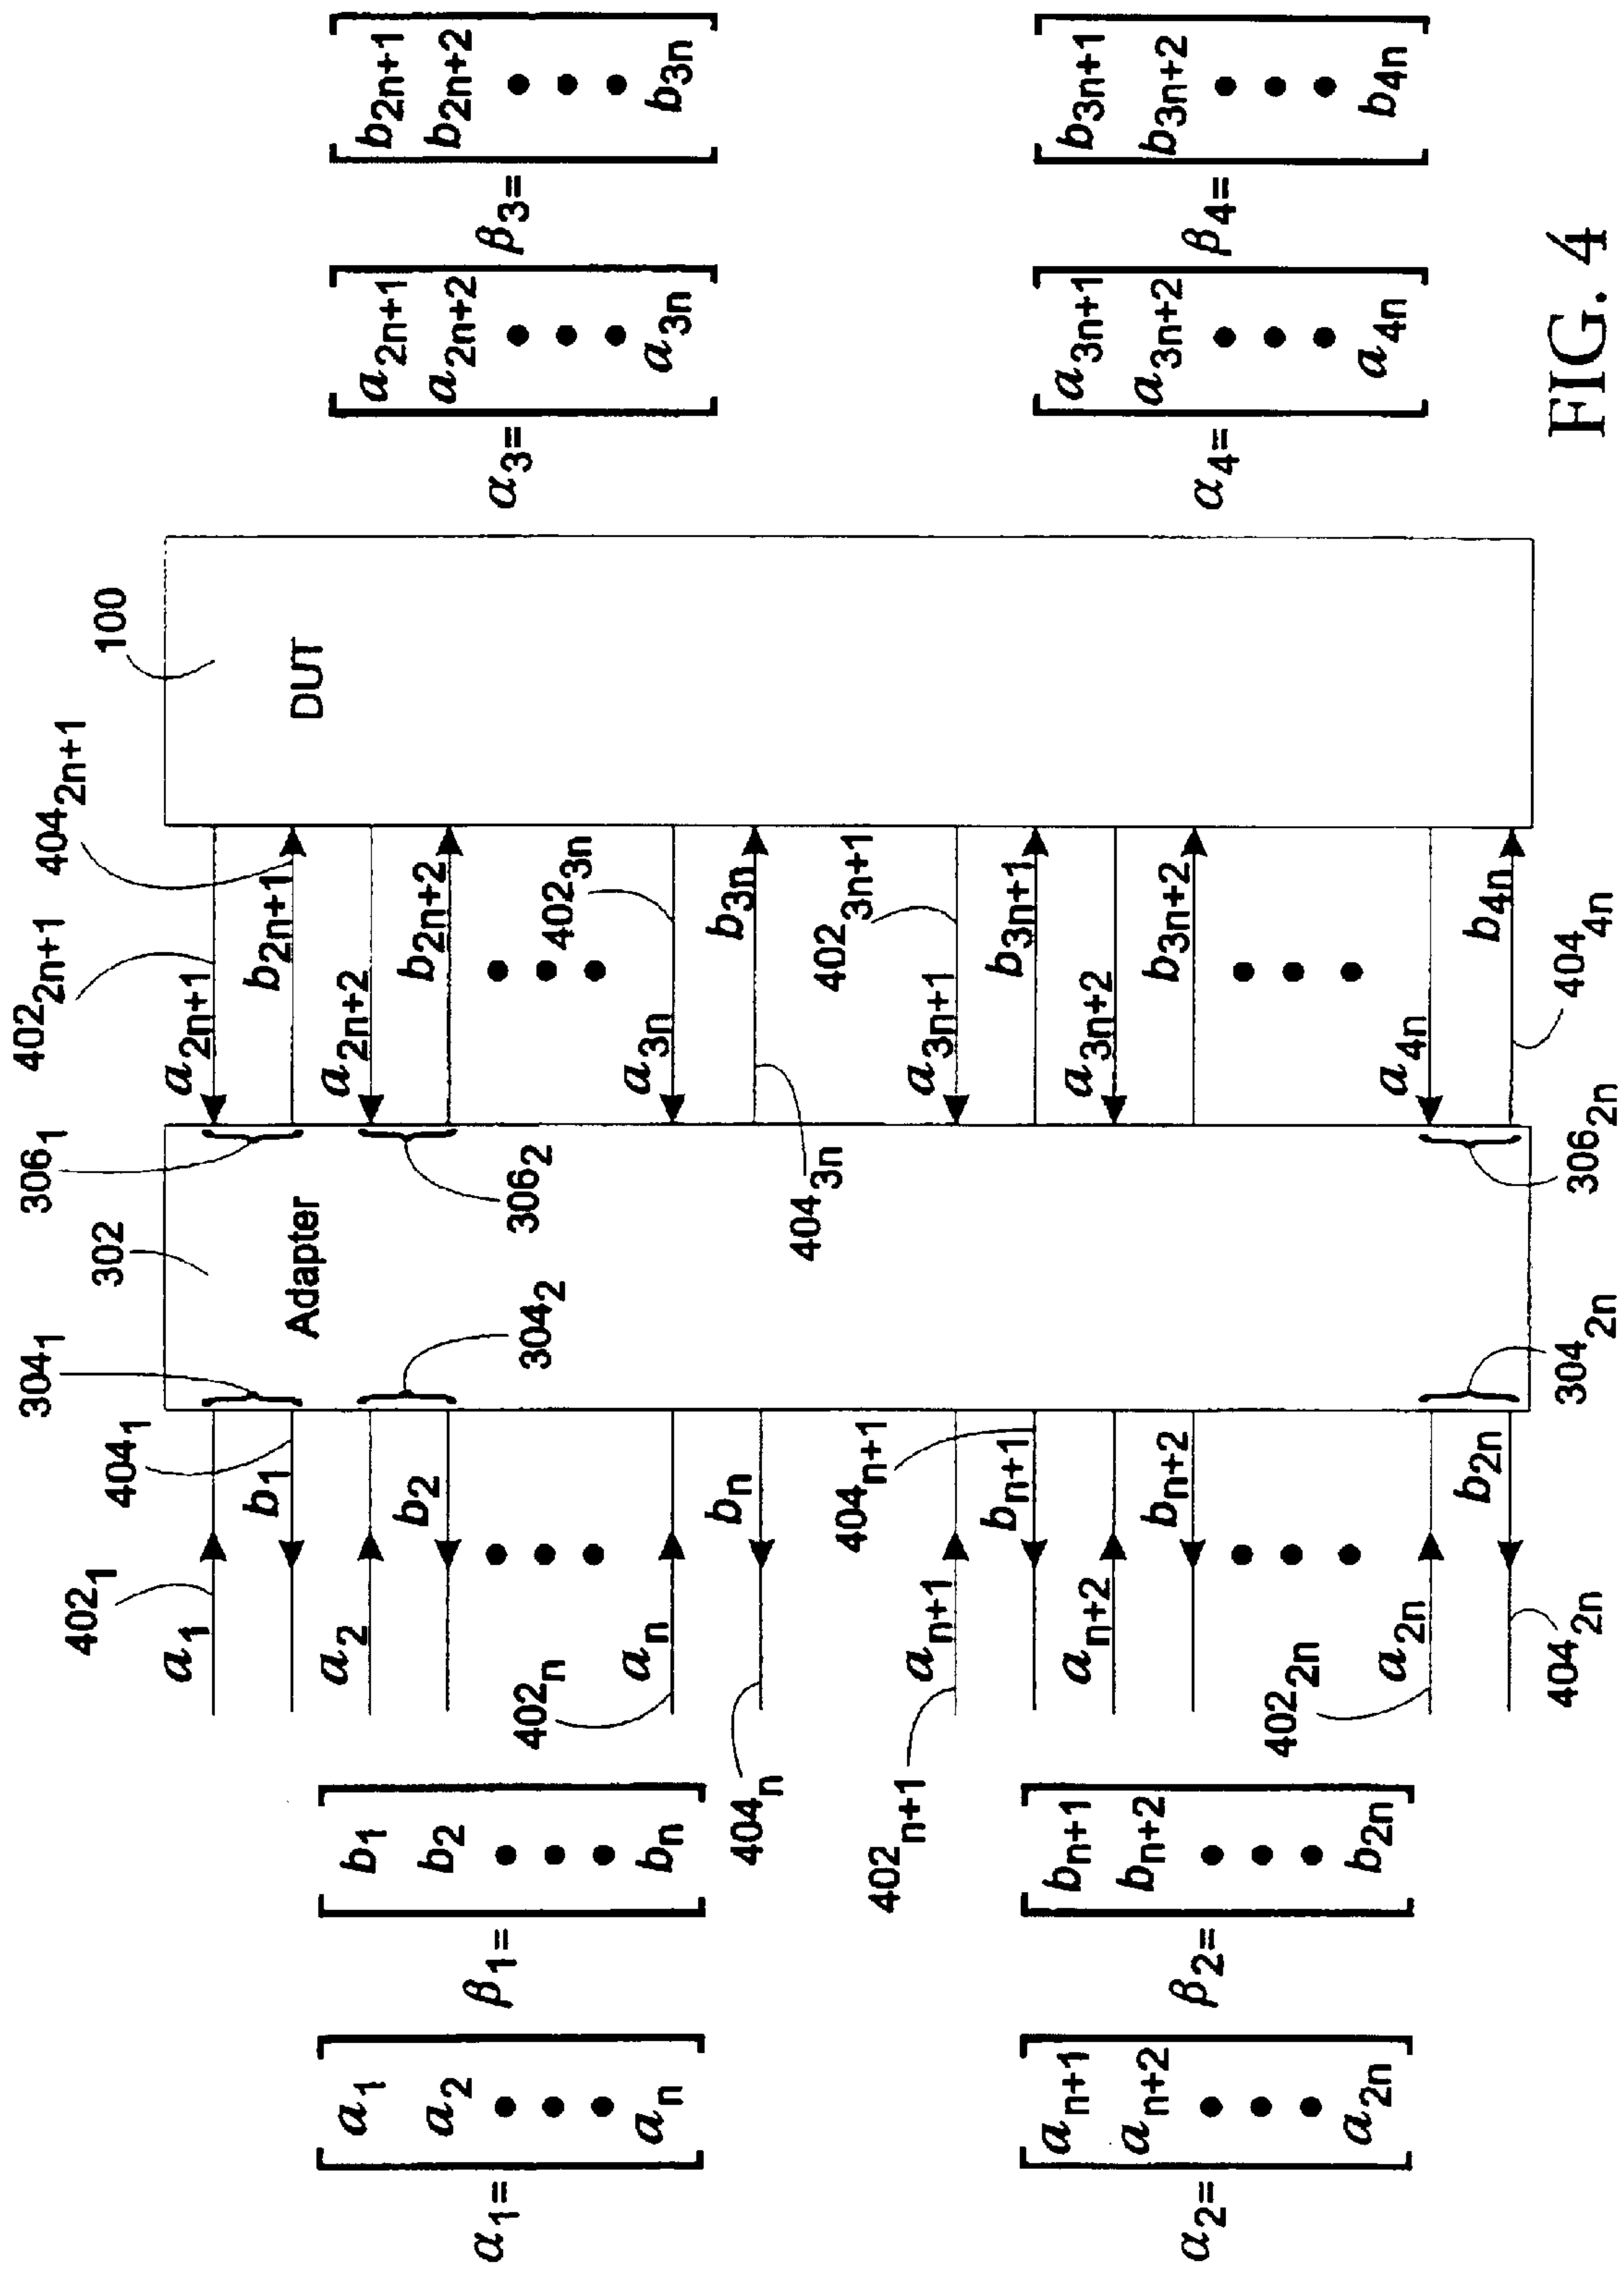 402₁
404₁
304₁
302
306₁
402₂ₙ₊₁
404₂ₙ₊₁
100
a₁
b₁
a₂ₙ₊₁
b₂ₙ₊₁
Adapter
DUT
a₂
b₂
304₂
306₂
a₂ₙ₊₂
b₂ₙ₊₂
402ₙ
402₃ₙ
aₙ
bₙ
a₃ₙ
b₃ₙ
404ₙ
404₃ₙ
402ₙ₊₁
404ₙ₊₁
402₃ₙ₊₁
aₙ₊₁
bₙ₊₁
a₃ₙ₊₁
b₃ₙ₊₁
aₙ₊₂
bₙ₊₂
a₃ₙ₊₂
b₃ₙ₊₂
402₂ₙ
a₂ₙ
b₂ₙ
a₄ₙ
b₄ₙ
404₂ₙ
304₂ₙ
306₂ₙ
404₄ₙ
α₁= [a₁ a₂ • • • aₙ]
β₁= [b₁ b₂ • • • bₙ]
α₃= [a₂ₙ₊₁ a₂ₙ₊₂ • • • a₃ₙ]
β₃= [b₂ₙ₊₁ b₂ₙ₊₂ • • • b₃ₙ]
α₂= [aₙ₊₁ aₙ₊₂ • • • a₂ₙ]
β₂= [bₙ₊₁ bₙ₊₂ • • • b₂ₙ]
α₄= [a₃ₙ₊₁ a₃ₙ₊₂ • • • a₄ₙ]
β₄= [b₃ₙ₊₁ b₃ₙ₊₂ • • • b₄ₙ]
FIG. 4